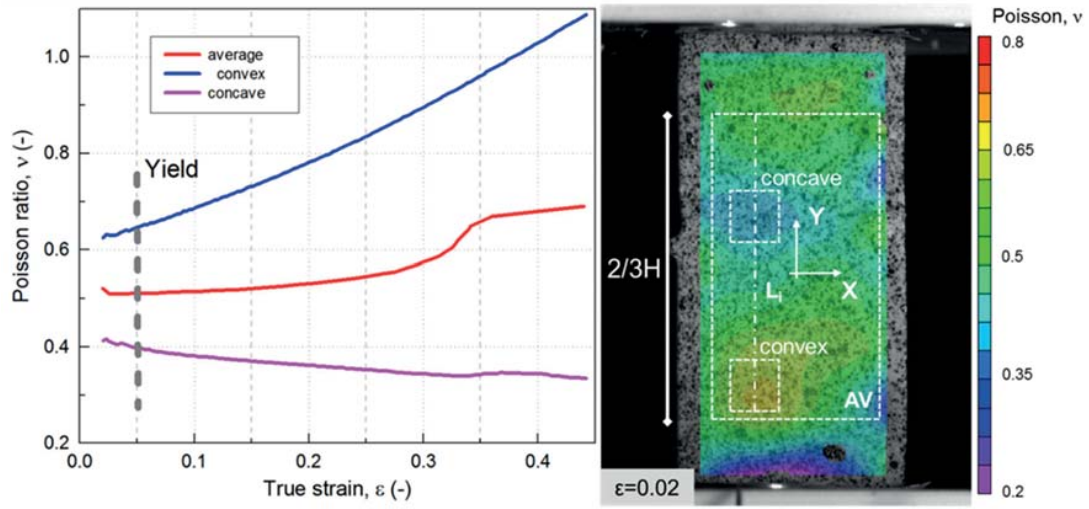 Poisson ratio, ν (-)
1.0
0.8
0.6
0.4
0.2
0.0
0.1
0.2
0.3
0.4
True strain, ε (-)
average
convex
concave
Yield
2/3H
concave
Y
X
Lᵢ
convex
AV
ε=0.02
Poisson, ν
0.8
0.65
0.5
0.35
0.2